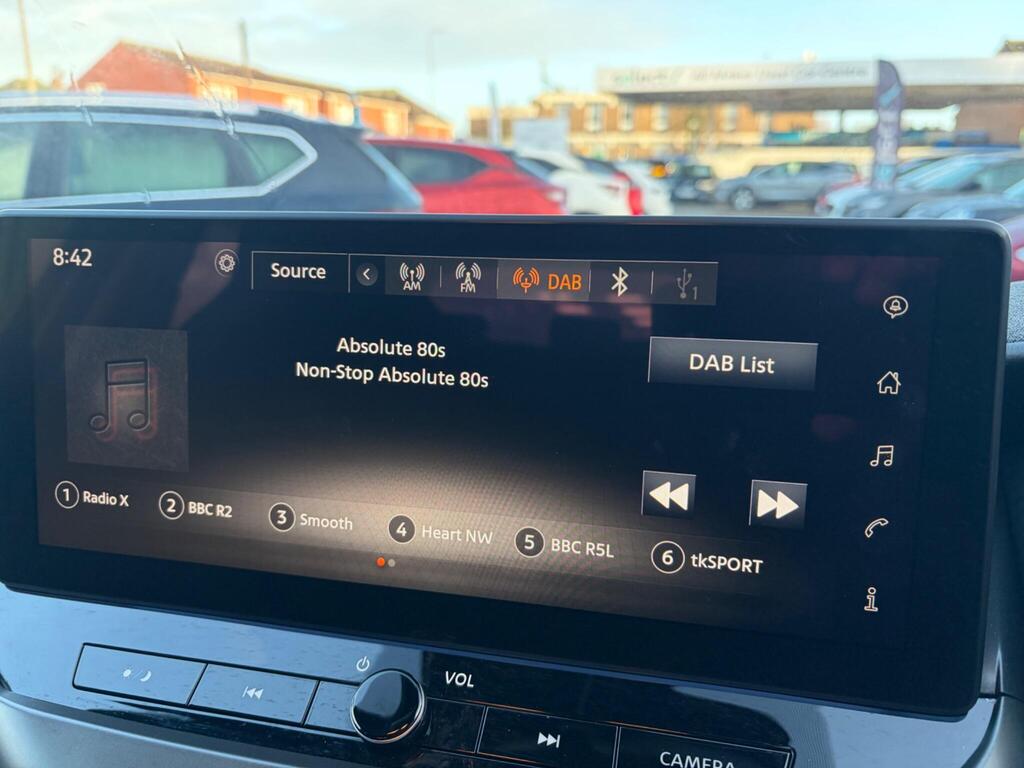 8:42
Source
AM
FM
DAB
1
Absolute 80s
Non-Stop Absolute 80s
DAB List
1 Radio X
2 BBC R2
3 Smooth
4 Heart NW
5 BBC R5L
6 tkSPORT
VOL
CAMERA